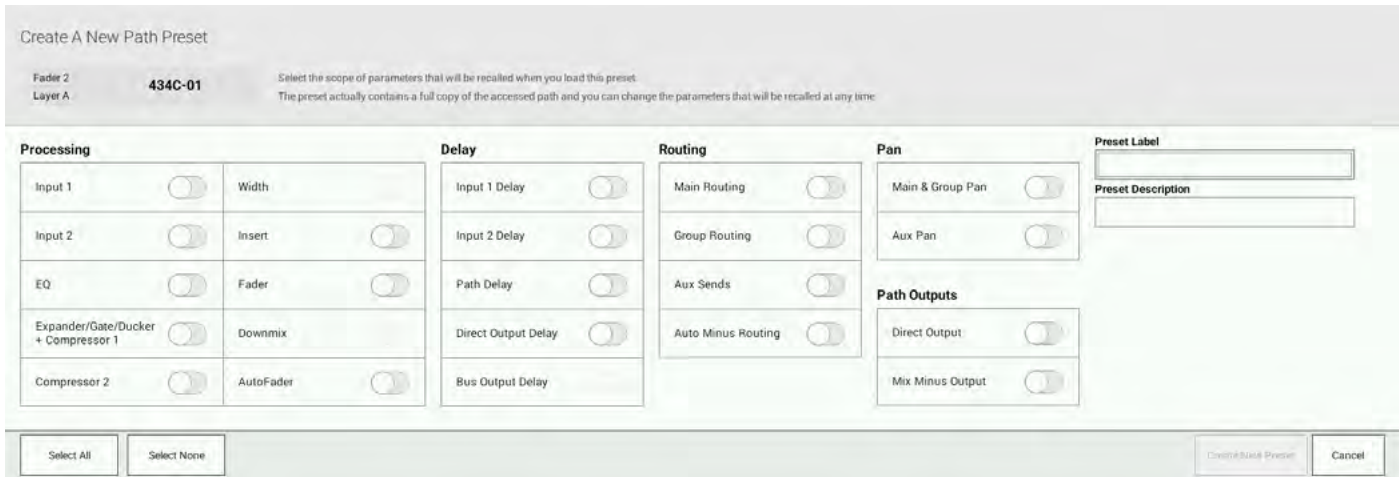 Create A New Path Preset
Fader 2
Layer A
434C-01
Select the scope of parameters that will be recalled when you load this preset
The preset actually contains a full copy of the accessed path and you can change the parameters that will be recalled at any time
Processing
Input 1
Width
Input 2
Insert
EQ
Fader
Expander/Gate/Ducker
+ Compressor 1
Downmix
Compressor 2
AutoFader
Delay
Input 1 Delay
Input 2 Delay
Path Delay
Direct Output Delay
Bus Output Delay
Routing
Main Routing
Group Routing
Aux Sends
Auto Minus Routing
Pan
Main & Group Pan
Aux Pan
Path Outputs
Direct Output
Mix Minus Output
Preset Label
Preset Description
Select All
Select None
Create New Preset
Cancel